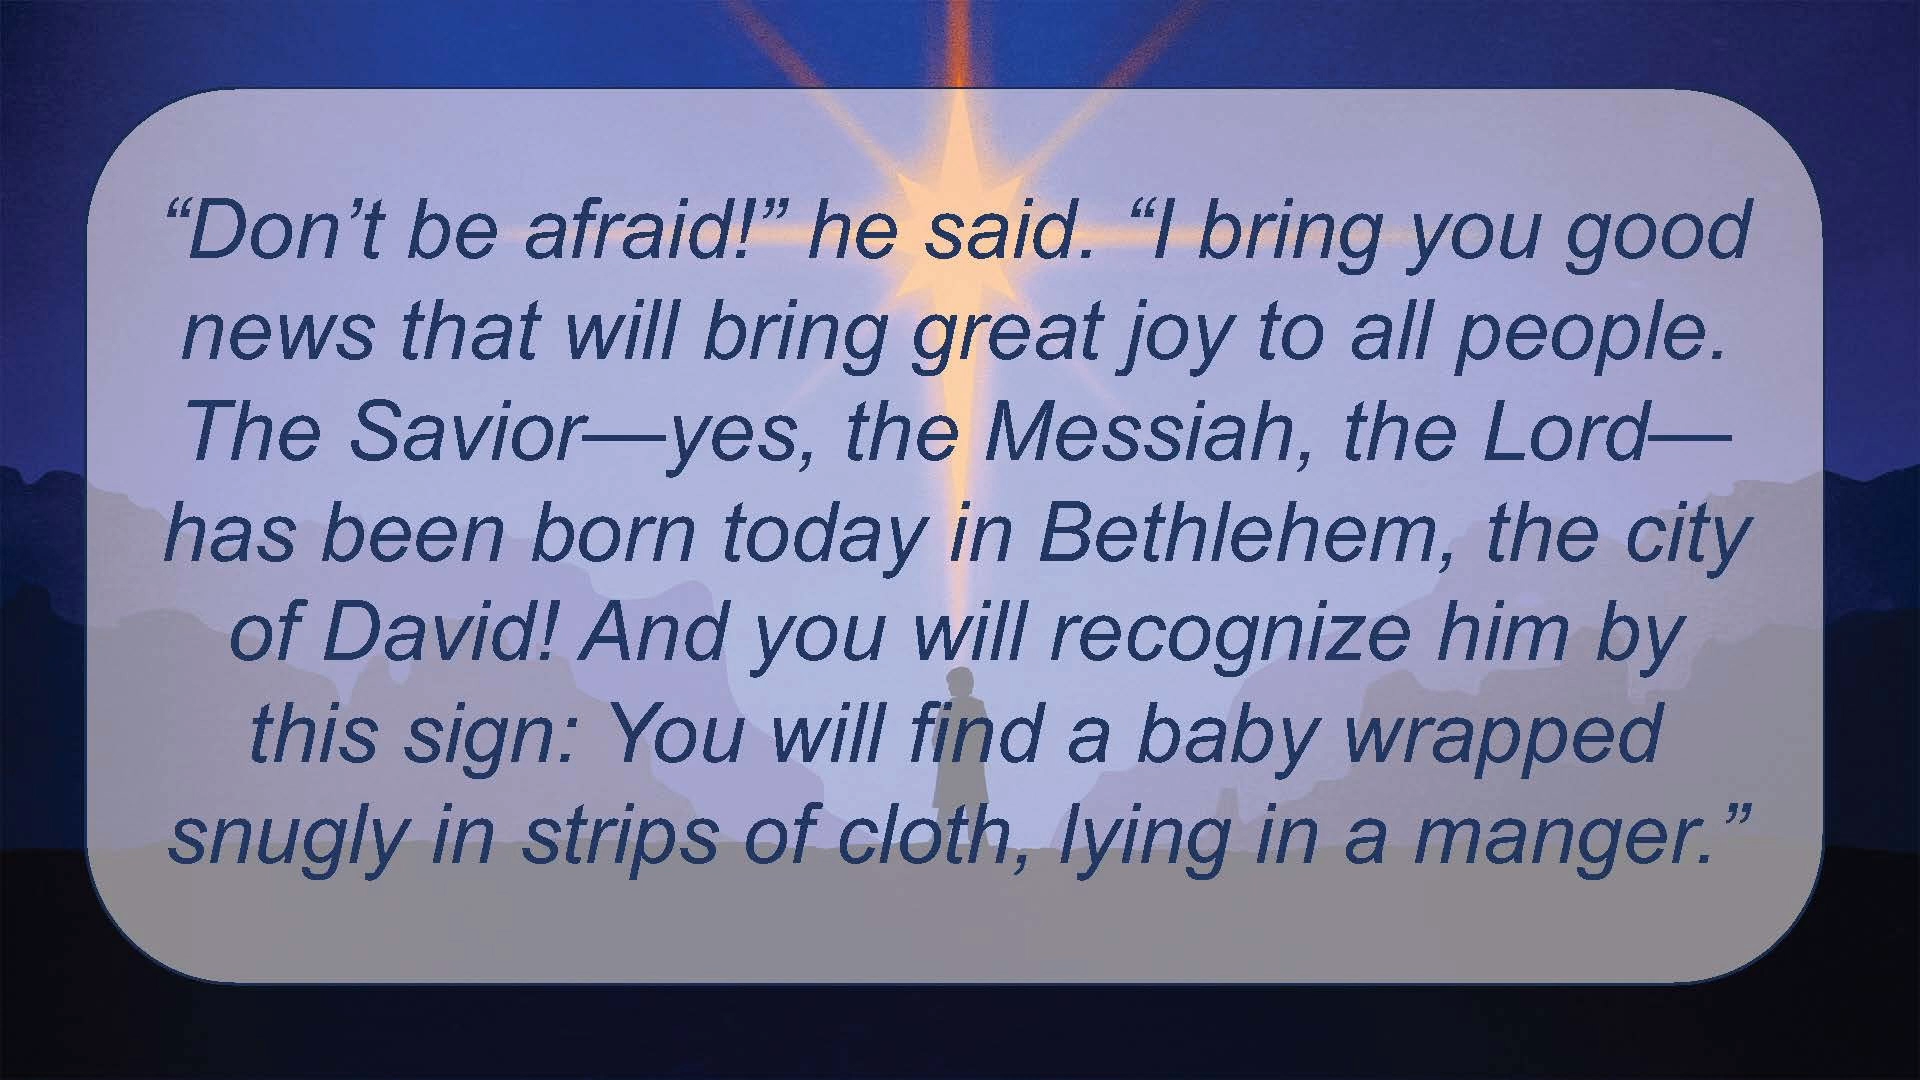 “Don’t be afraid!” he said. “I bring you good
news that will bring great joy to all people.
The Savior—yes, the Messiah, the Lord—
has been born today in Bethlehem, the city
of David! And you will recognize him by
this sign: You will find a baby wrapped
snugly in strips of cloth, lying in a manger.”